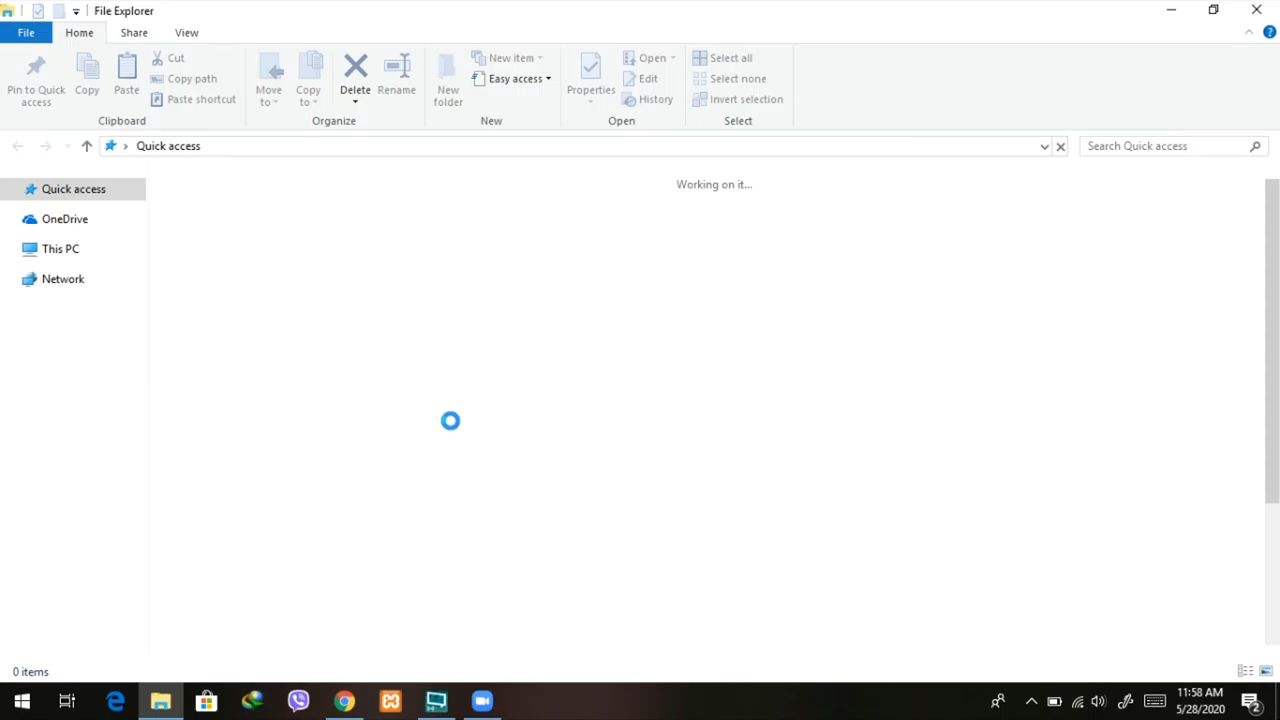 File Explorer
File Home Share View
Pin to Quick access
Copy
Paste
Cut
Copy path
Paste shortcut
Clipboard
Move to
Copy to
Delete
Rename
Organize
New folder
New item
Easy access
New
Properties
Open
Edit
History
Open
Select all
Select none
Invert selection
Select
Quick access
Search Quick access
Working on it...
Quick access
OneDrive
This PC
Network
0 items
11:58 AM
5/28/2020
2